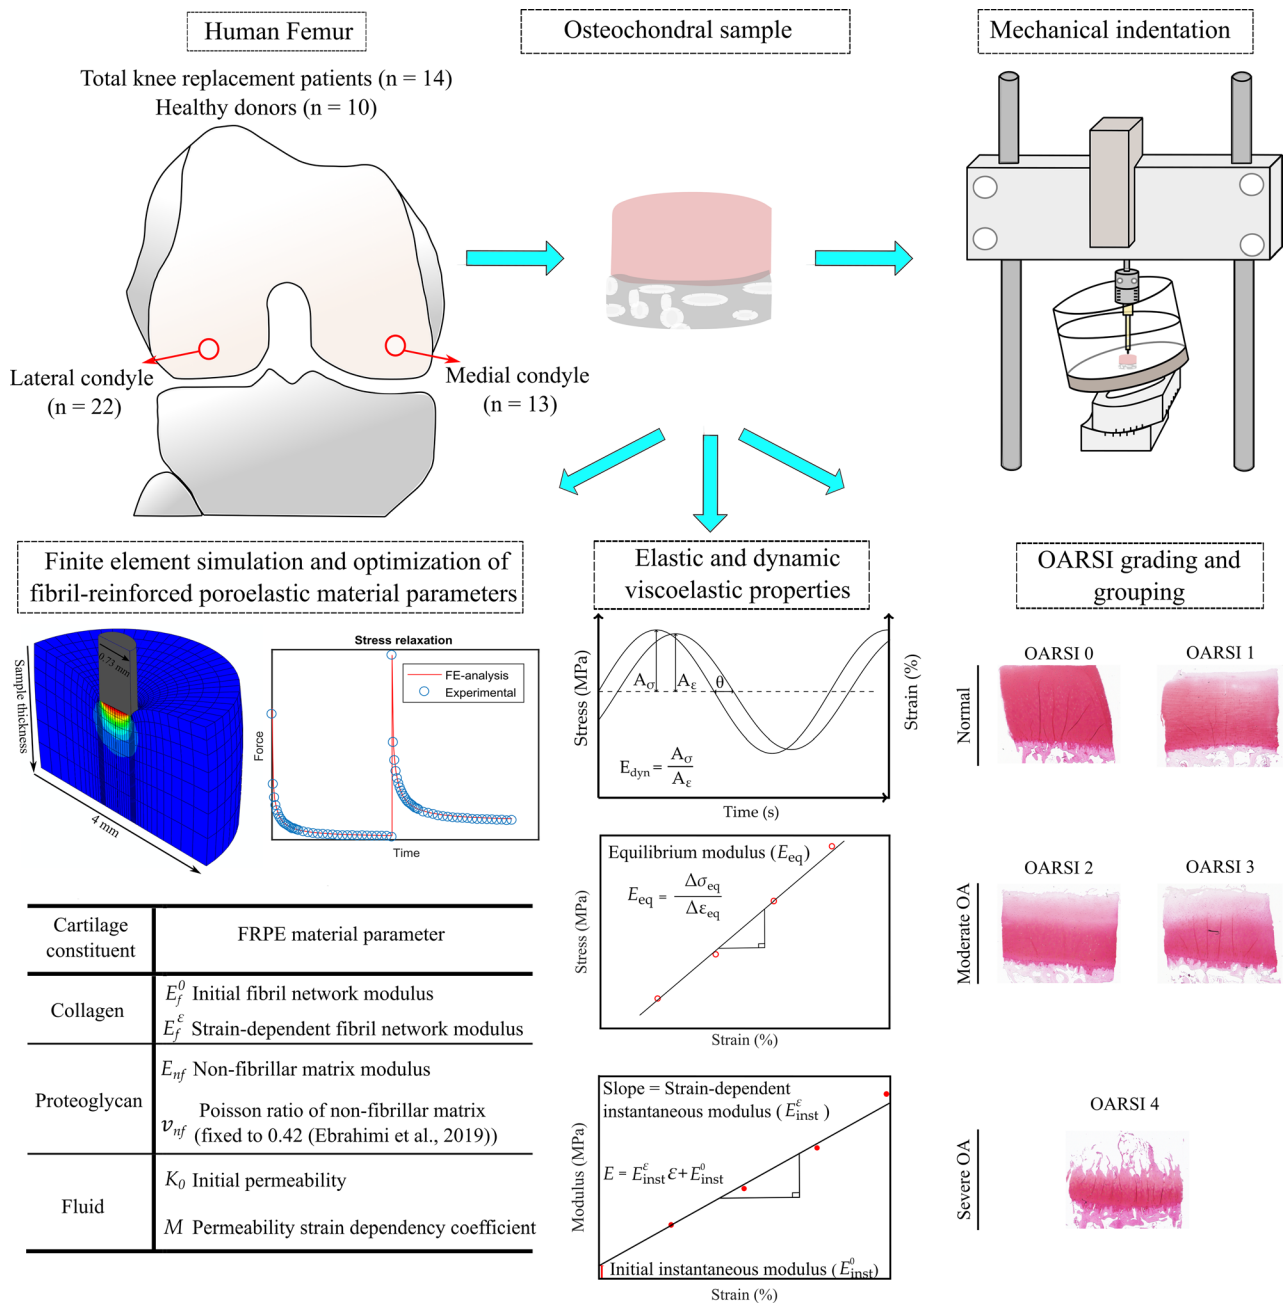 Human Femur
Osteochondral sample
Mechanical indentation
Total knee replacement patients (n = 14)
Healthy donors (n = 10)
Lateral condyle
(n = 22)
Medial condyle
(n = 13)
Finite element simulation and optimization of
fibril-reinforced poroelastic material parameters
Elastic and dynamic
viscoelastic properties
OARSI grading and
grouping
Sample thickness
0.73 mm
4 mm
Stress relaxation
FE-analysis
Experimental
Force
Time
Stress (MPa)
Strain (%)
A_σ
A_ε
θ
E_dyn = A_σ / A_ε
Time (s)
Equilibrium modulus (E_eq)
E_eq = Δσ_eq / Δε_eq
Stress (MPa)
Strain (%)
Slope = Strain-dependent
instantaneous modulus (E^ε_inst)
E = E^ε_inst ε + E^0_inst
Initial instantaneous modulus (E^0_inst)
Modulus (MPa)
Strain (%)
Normal
OARSI 0
OARSI 1
Moderate OA
OARSI 2
OARSI 3
Severe OA
OARSI 4
Cartilage
constituent
FRPE material parameter
Collagen
E_f^0 Initial fibril network modulus
E_f^ε Strain-dependent fibril network modulus
Proteoglycan
E_nf Non-fibrillar matrix modulus
ν_nf Poisson ratio of non-fibrillar matrix
(fixed to 0.42 (Ebrahimi et al., 2019))
Fluid
K_0 Initial permeability
M Permeability strain dependency coefficient